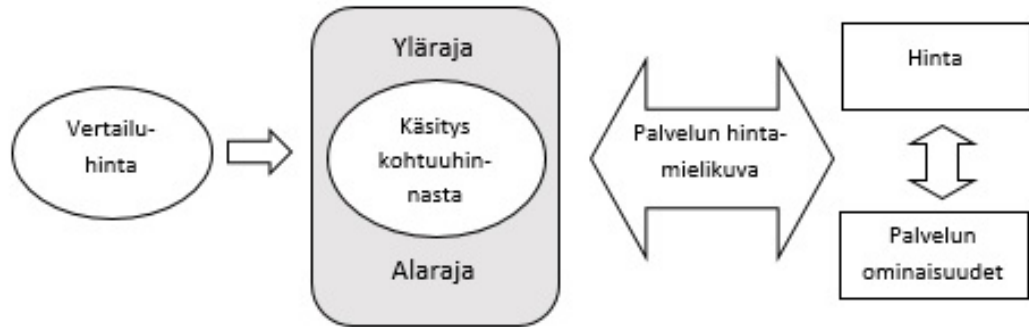 Vertailu-
hinta
Yläraja
Käsitys
kohtuuhin-
nasta
Alaraja
Palvelun hinta-
mielikuva
Hinta
Palvelun
ominaisuudet